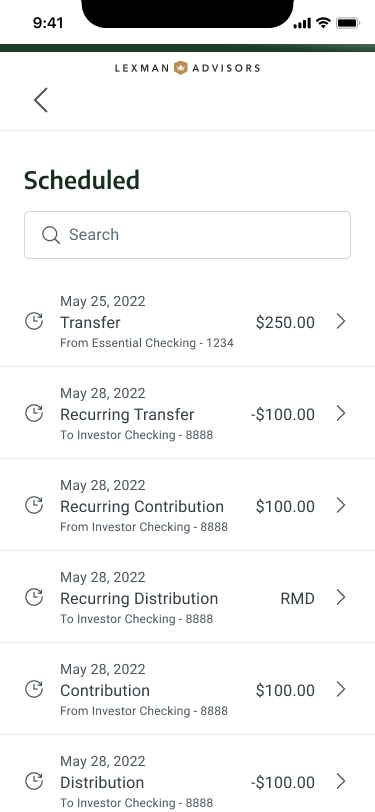 9:41
LEXMAN ADVISORS
Scheduled
Search
May 25, 2022
Transfer
$250.00
From Essential Checking - 1234
May 28, 2022
Recurring Transfer
-$100.00
To Investor Checking - 8888
May 28, 2022
Recurring Contribution
$100.00
From Investor Checking - 8888
May 28, 2022
Recurring Distribution
RMD
To Investor Checking - 8888
May 28, 2022
Contribution
$100.00
From Investor Checking - 8888
May 28, 2022
Distribution
-$100.00
To Investor Checking - 8888